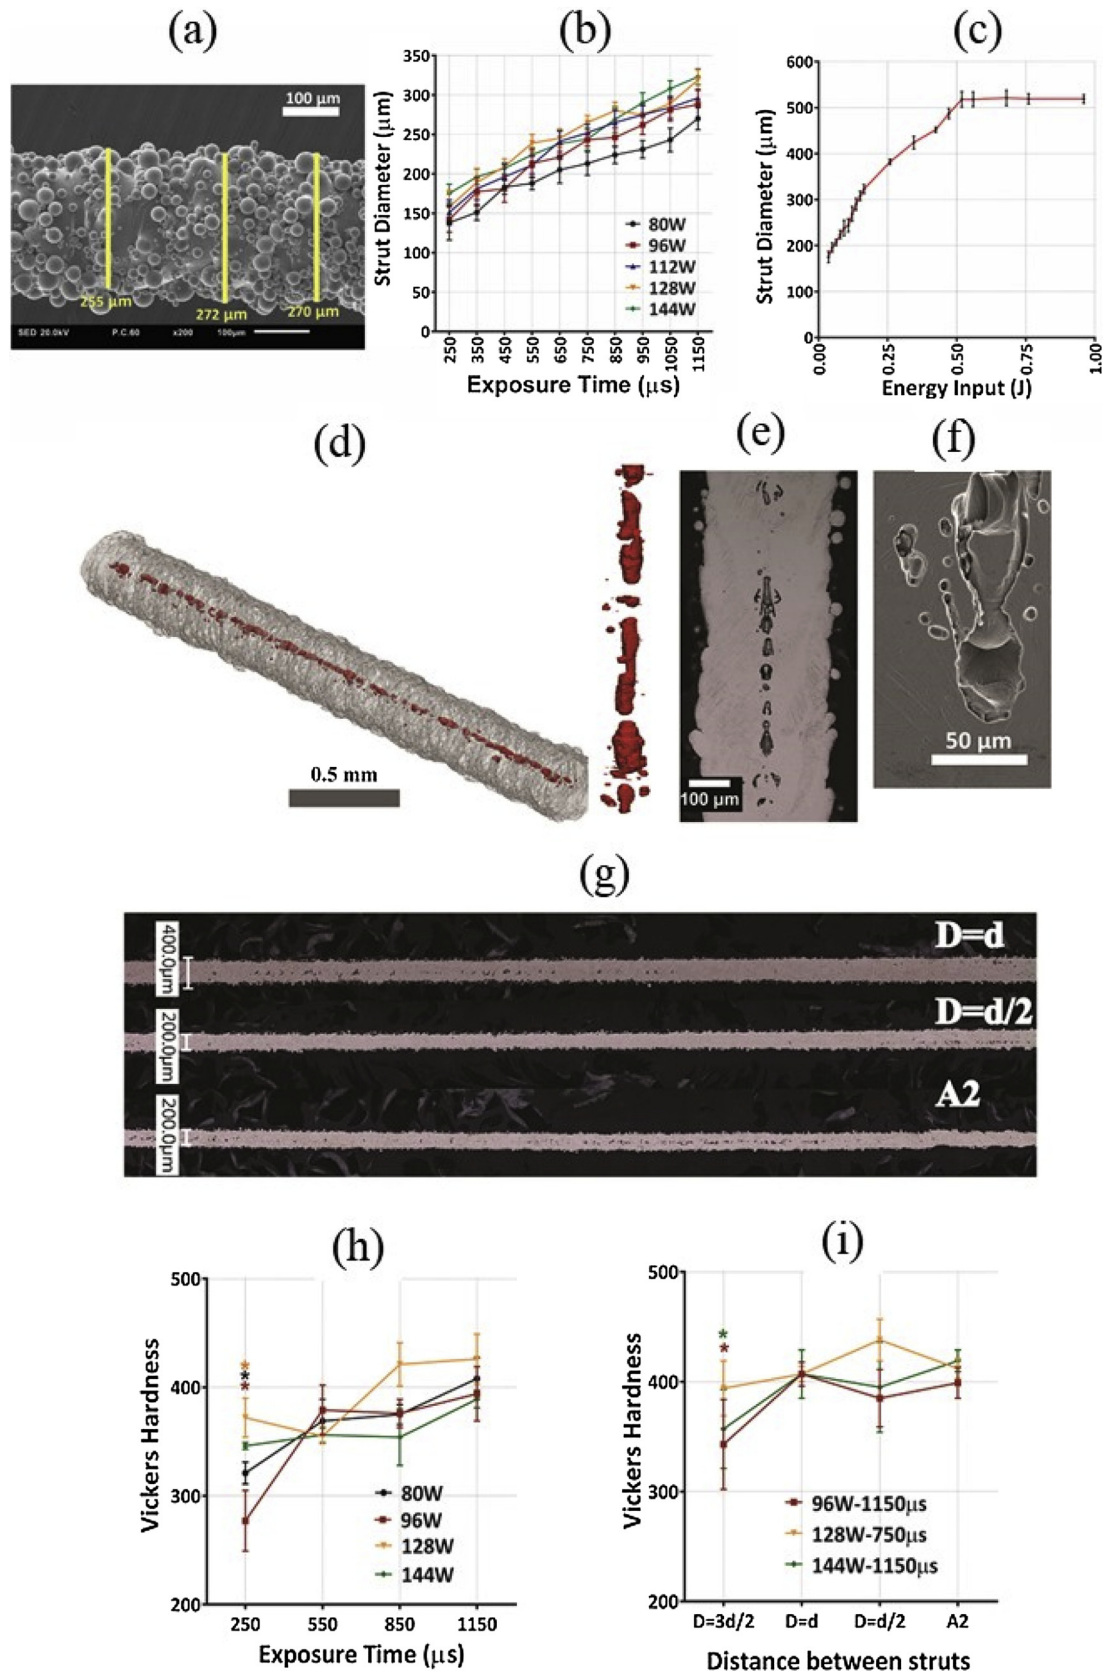 (a)
100 µm
255 µm
272 µm
270 µm
SED 20.0kV P.C.60 x200 100µm
(b)
Strut Diameter (µm)
350
300
250
200
150
100
50
0
80W
96W
112W
128W
144W
250 350 450 550 650 750 850 950 1050 1150
Exposure Time (µs)
(c)
Strut Diameter (µm)
600
500
400
300
200
100
0
0.00 0.25 0.50 0.75 1.00
Energy Input (J)
(d)
0.5 mm
(e)
100 µm
(f)
50 µm
(g)
400.0µm
D=d
200.0µm
D=d/2
200.0µm
A2
(h)
Vickers Hardness
500
400
300
200
***
80W
96W
128W
144W
250 550 850 1150
Exposure Time (µs)
(i)
Vickers Hardness
500
400
300
200
**
96W-1150µs
128W-750µs
144W-1150µs
D=3d/2 D=d D=d/2 A2
Distance between struts